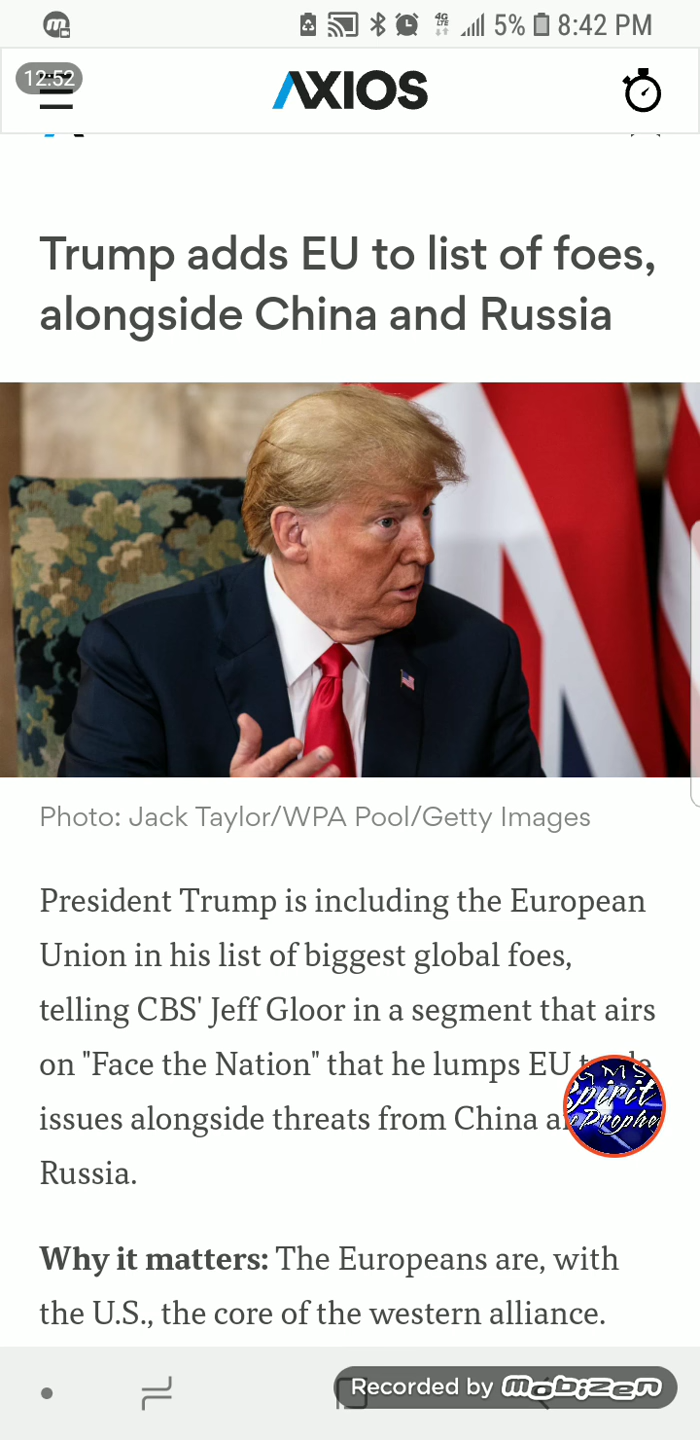 5% 8:42 PM
12:52
AXIOS
Trump adds EU to list of foes,
alongside China and Russia
Photo: Jack Taylor/WPA Pool/Getty Images
President Trump is including the European
Union in his list of biggest global foes,
telling CBS' Jeff Gloor in a segment that airs
on "Face the Nation" that he lumps EU
issues alongside threats from China
Russia.
GMS
Spirit
Why it matters: The Europeans are, with
the U.S., the core of the western alliance.
Recorded by mobizen